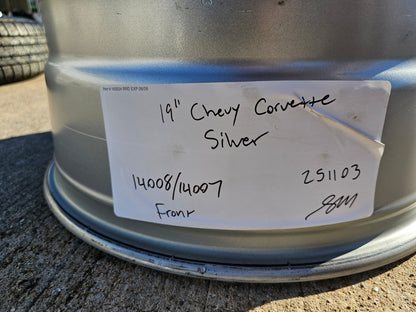 19" Chevy Corvette
Silver
14008/14007 251103
Front